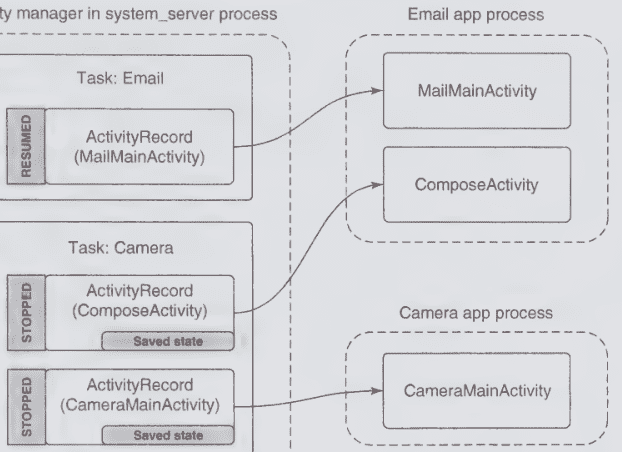 ty manager in system_server process
Email app process
Task: Email
RESUMED
ActivityRecord
(MailMainActivity)
MailMainActivity
ComposeActivity
Task: Camera
STOPPED
ActivityRecord
(ComposeActivity)
Saved state
Camera app process
STOPPED
ActivityRecord
(CameraMainActivity)
Saved state
CameraMainActivity